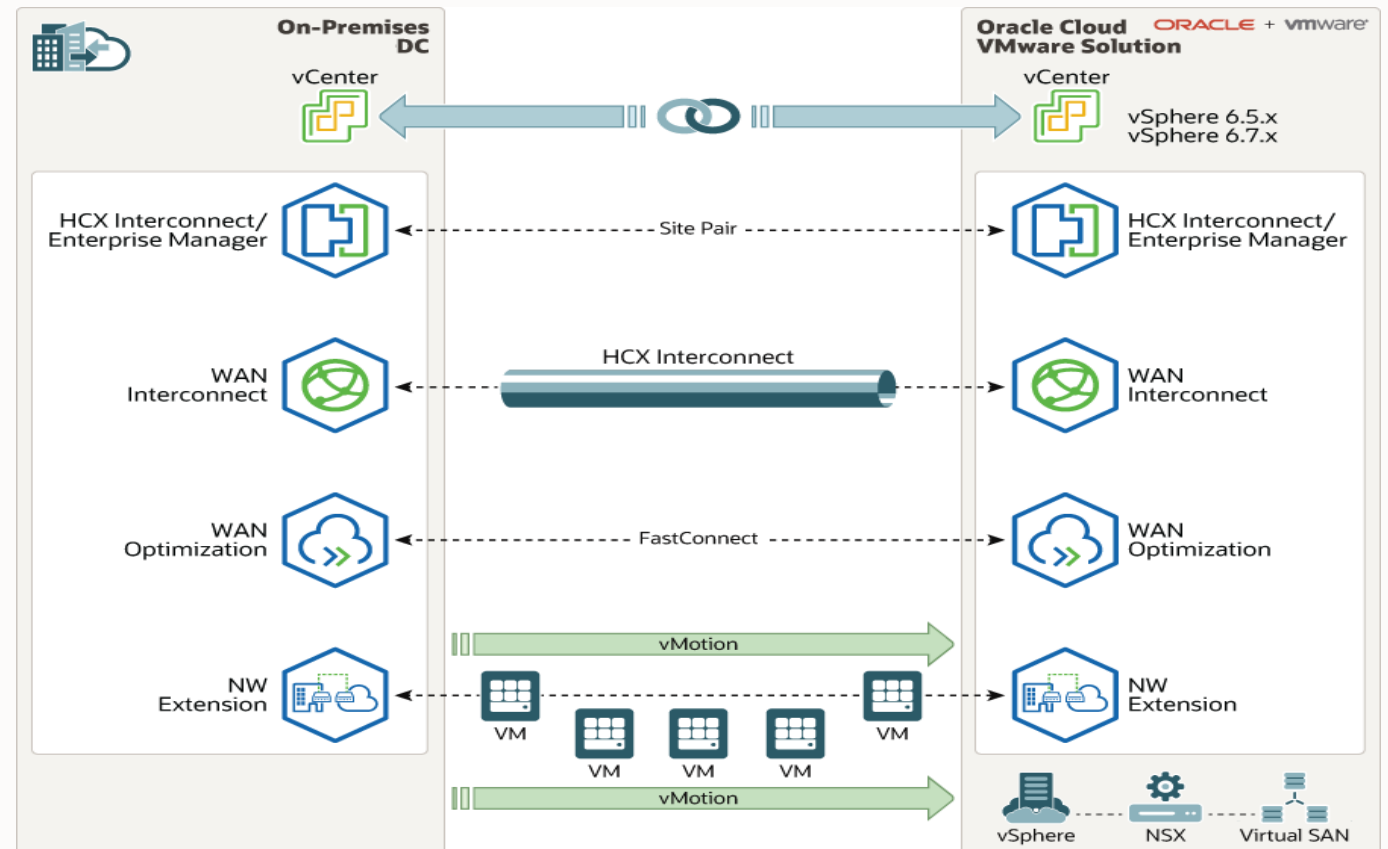 On-Premises
DC
vCenter
Oracle Cloud
VMware Solution
ORACLE + vmware®
vCenter
vSphere 6.5.x
vSphere 6.7.x
HCX Interconnect/
Enterprise Manager
Site Pair
HCX Interconnect/
Enterprise Manager
WAN
Interconnect
HCX Interconnect
WAN
Interconnect
WAN
Optimization
FastConnect
WAN
Optimization
vMotion
NW
Extension
VM
VM
VM
VM
VM
NW
Extension
vMotion
vSphere
NSX
Virtual SAN